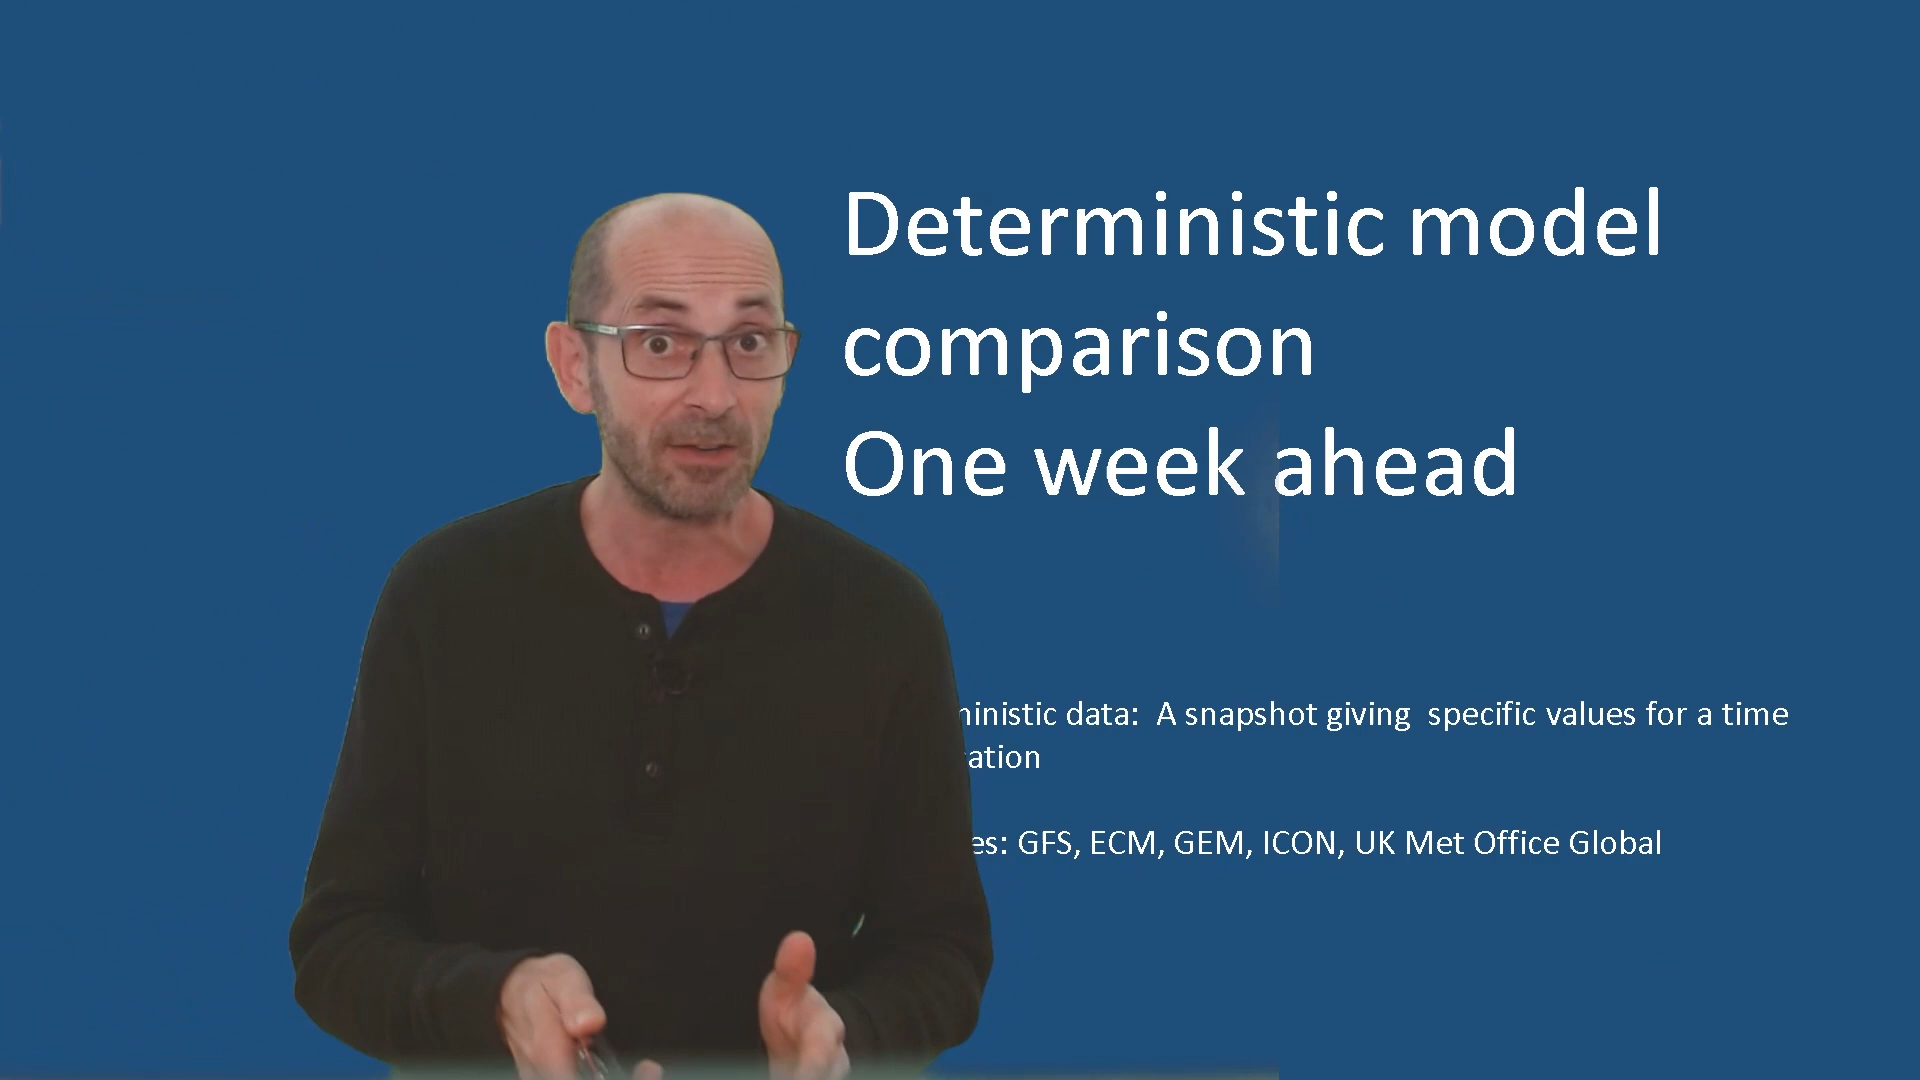 Deterministic model
comparison
One week ahead
ministic data:  A snapshot giving  specific values for a time
ation
es: GFS, ECM, GEM, ICON, UK Met Office Global